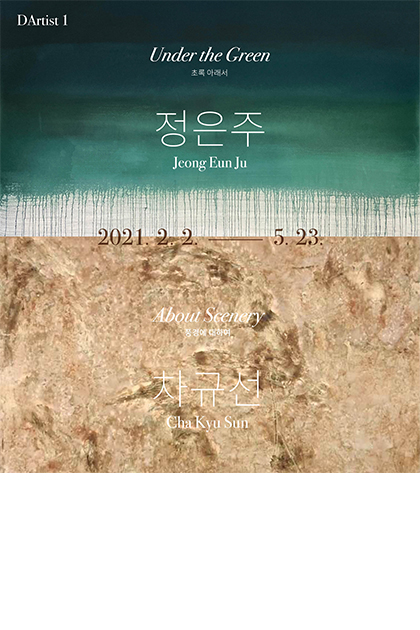 DArtist 1
Under the Green
초록 아래서
정은주
Jeong Eun Ju
2021. 2. 2. — 5. 23.
About Scenery
풍경에 대하여
차규선
Cha Kyu Sun